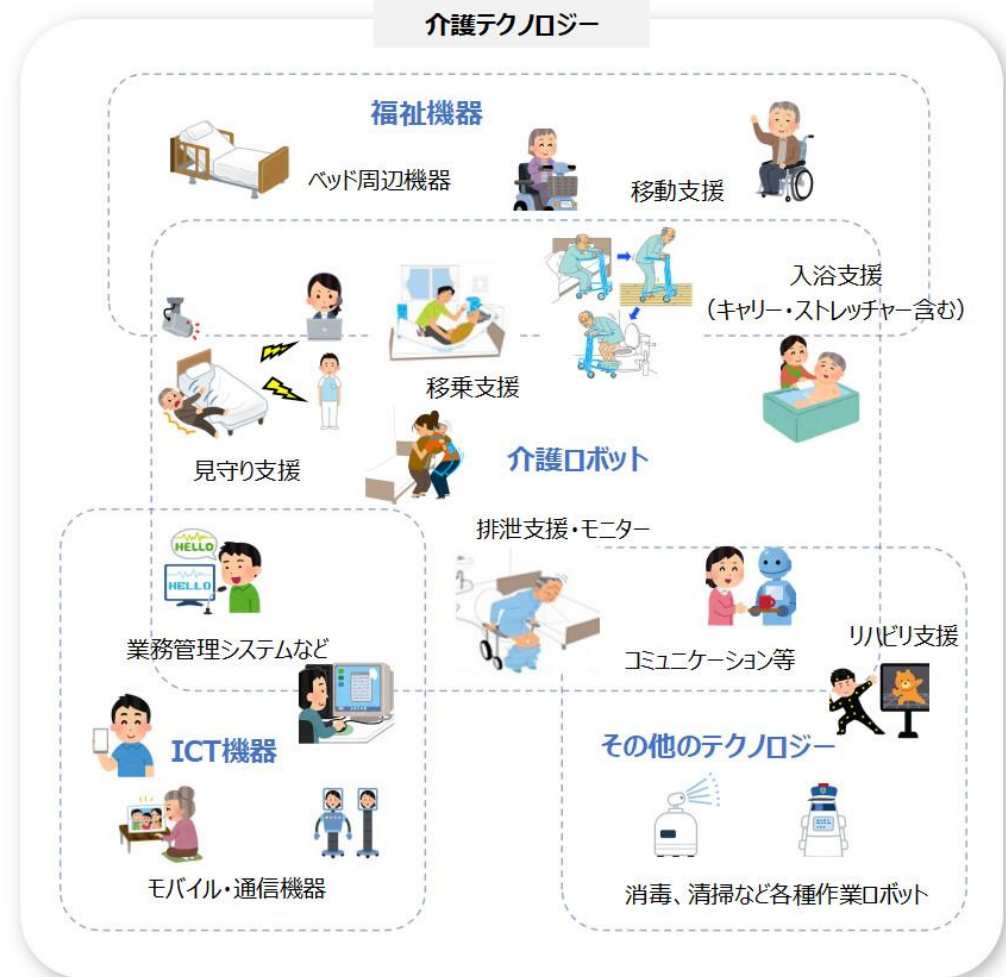 介護テクノロジー
福祉機器
ベッド周辺機器
移動支援
入浴支援
（キャリー・ストレッチャー含む）
移乗支援
見守り支援
介護ロボット
排泄支援・モニター
HELLO
HELLO
業務管理システムなど
コミュニケーション等
リハビリ支援
ICT機器
その他のテクノロジー
モバイル・通信機器
消毒、清掃など各種作業ロボット